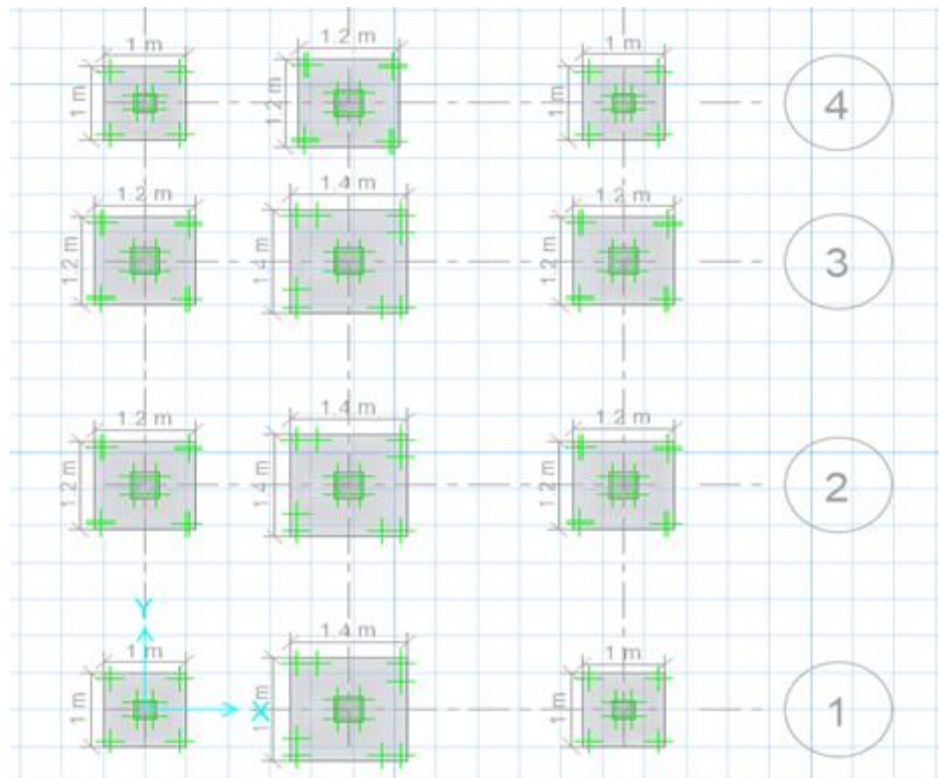 1 m 1.2 m 1 m
1 m 1.2 m 1 m 4
1.2 m 1.4 m 1.2 m
1.2 m 1.4 m 1.2 m 3
1.2 m 1.4 m 1.2 m
1.2 m 1.4 m 1.2 m 2
Y
1 m 1.4 m 1 m
1 m X 1 m 1